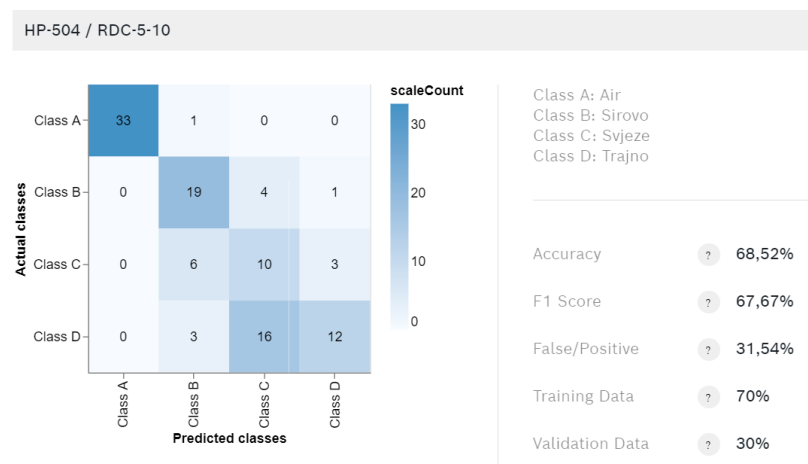 HP-504 / RDC-5-10
scaleCount
30
20
10
0
Actual classes
Class A 33 1 0 0
Class B 0 19 4 1
Class C 0 6 10 3
Class D 0 3 16 12
Class A Class B Class C Class D
Predicted classes
Class A: Air
Class B: Sirovo
Class C: Svjeze
Class D: Trajno
Accuracy ? 68,52%
F1 Score ? 67,67%
False/Positive ? 31,54%
Training Data ? 70%
Validation Data ? 30%